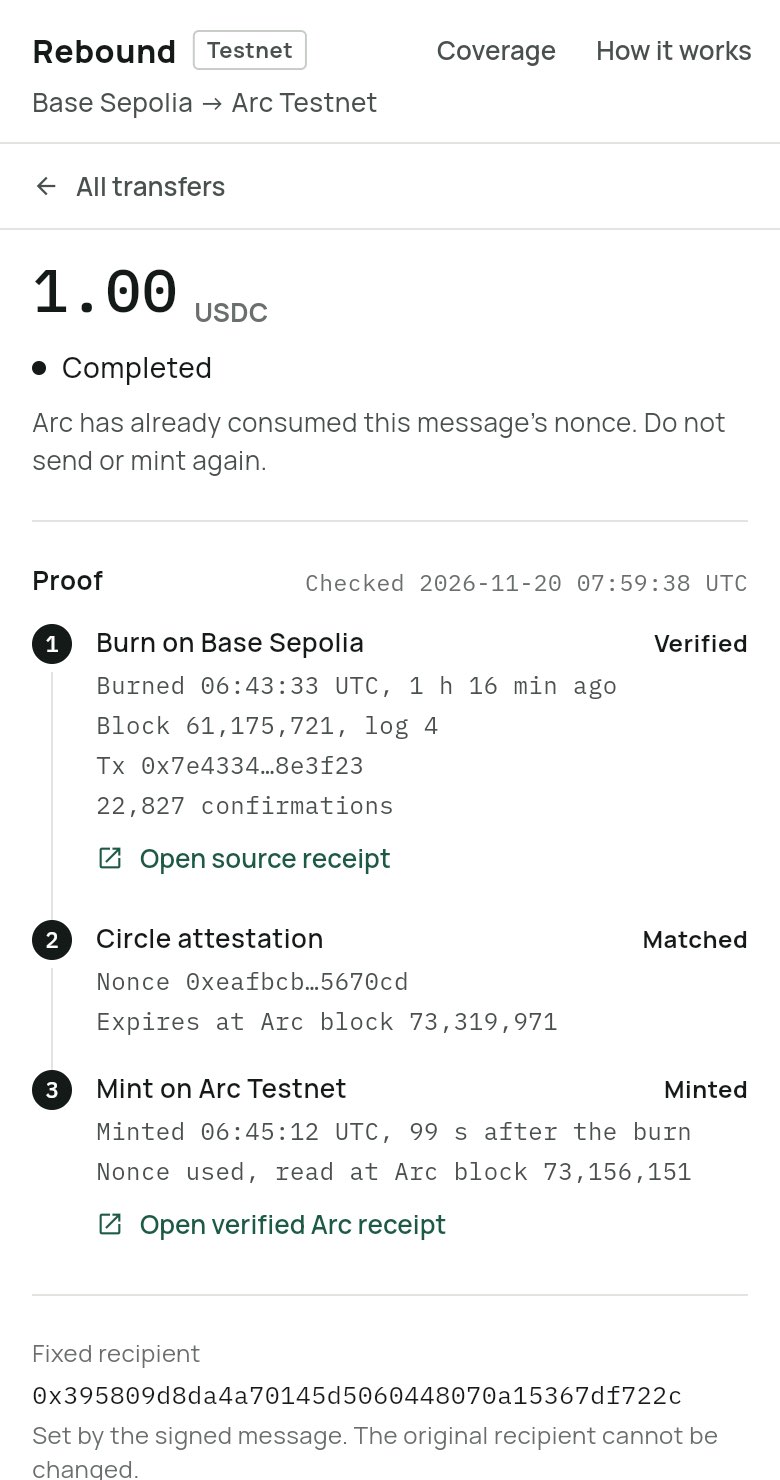 Rebound Testnet Coverage How it works
Base Sepolia → Arc Testnet
← All transfers
1.00 USDC
Completed
Arc has already consumed this message’s nonce. Do not
send or mint again.
Proof Checked 2026-11-20 07:59:38 UTC
1 Burn on Base Sepolia Verified
Burned 06:43:33 UTC, 1 h 16 min ago
Block 61,175,721, log 4
Tx 0x7e4334…8e3f23
22,827 confirmations
Open source receipt
2 Circle attestation Matched
Nonce 0xeafbcb…5670cd
Expires at Arc block 73,319,971
3 Mint on Arc Testnet Minted
Minted 06:45:12 UTC, 99 s after the burn
Nonce used, read at Arc block 73,156,151
Open verified Arc receipt
Fixed recipient
0x395809d8da4a70145d5060448070a15367df722c
Set by the signed message. The original recipient cannot be
changed.